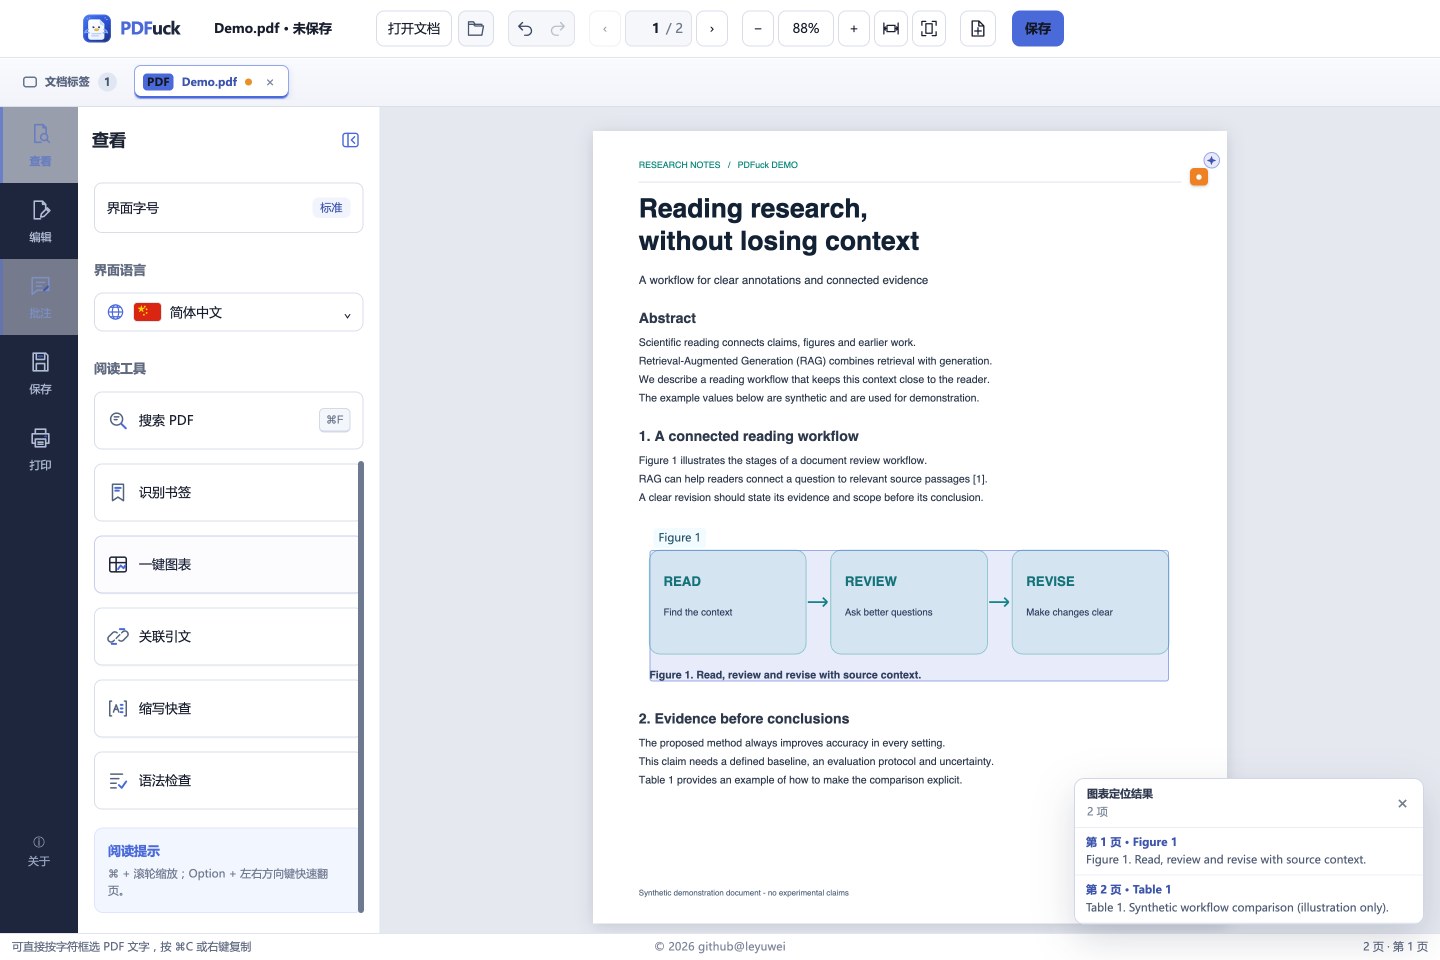 PDFuck
Demo.pdf • 未保存
打开文档
1 / 2
88%
保存
文档标签 1
PDF Demo.pdf
查看
编辑
批注
保存
打印
关于
查看
界面字号 标准
界面语言
简体中文
阅读工具
搜索 PDF ⌘F
识别书签
一键图表
关联引文
缩写快查
语法检查
阅读提示
⌘ + 滚轮缩放；Option + 左右方向键快速翻
页。
RESEARCH NOTES / PDFuck DEMO
Reading research,
without losing context
A workflow for clear annotations and connected evidence
Abstract
Scientific reading connects claims, figures and earlier work.
Retrieval-Augmented Generation (RAG) combines retrieval with generation.
We describe a reading workflow that keeps this context close to the reader.
The example values below are synthetic and are used for demonstration.
1. A connected reading workflow
Figure 1 illustrates the stages of a document review workflow.
RAG can help readers connect a question to relevant source passages [1].
A clear revision should state its evidence and scope before its conclusion.
Figure 1
READ
Find the context
REVIEW
Ask better questions
REVISE
Make changes clear
Figure 1. Read, review and revise with source context.
2. Evidence before conclusions
The proposed method always improves accuracy in every setting.
This claim needs a defined baseline, an evaluation protocol and uncertainty.
Table 1 provides an example of how to make the comparison explicit.
Synthetic demonstration document - no experimental claims
图表定位结果
2 项
第 1 页 • Figure 1
Figure 1. Read, review and revise with source context.
第 2 页 • Table 1
Table 1. Synthetic workflow comparison (illustration only).
可直接按字符框选 PDF 文字，按 ⌘C 或右键复制
© 2026 github@leyuwei
2 页 · 第 1 页